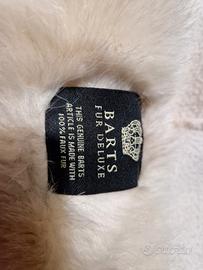 BARTS
FUR DELUXE
THIS GENUINE BARTS
ARTICLE IS MADE WITH
100% FAUX FUR